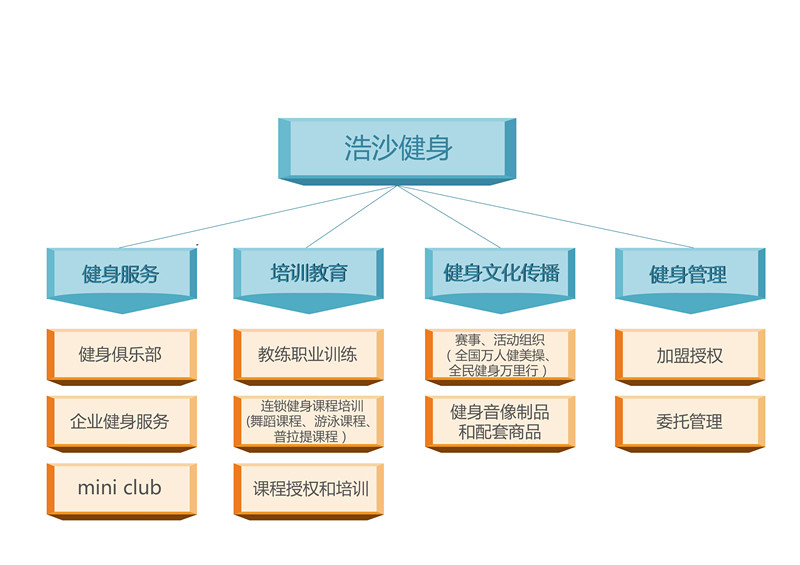 浩沙健身
健身服务
培训教育
健身文化传播
健身管理
健身俱乐部
企业健身服务
mini club
教练职业训练
连锁健身课程培训
(舞蹈课程、游泳课程、
普拉提课程）
课程授权和培训
赛事、活动组织
（全国万人健美操、
全民健身万里行）
健身音像制品
和配套商品
加盟授权
委托管理